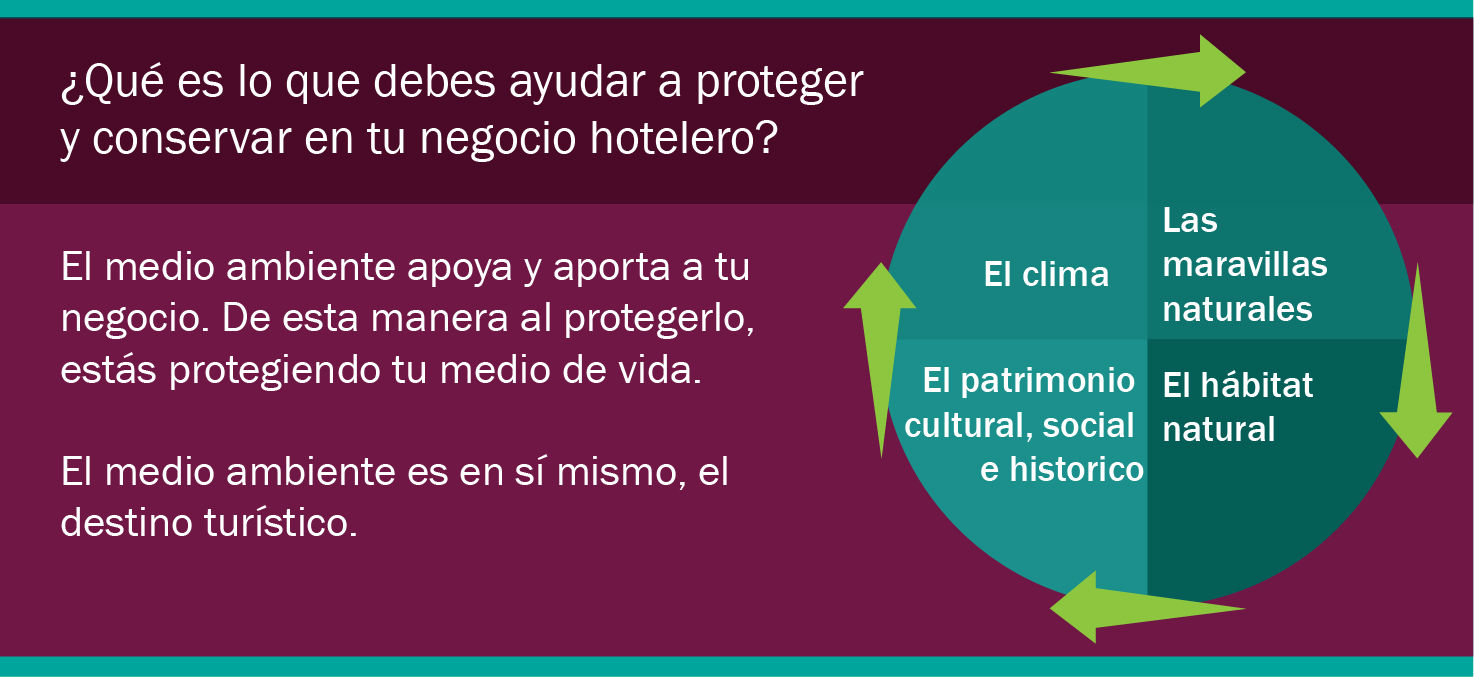 ¿Qué es lo que debes ayudar a proteger
y conservar en tu negocio hotelero?
El medio ambiente apoya y aporta a tu
negocio. De esta manera al protegerlo,
estás protegiendo tu medio de vida.
El medio ambiente es en sí mismo, el
destino turístico.
El clima
Las
maravillas
naturales
El patrimonio
cultural, social
e historico
El hábitat
natural